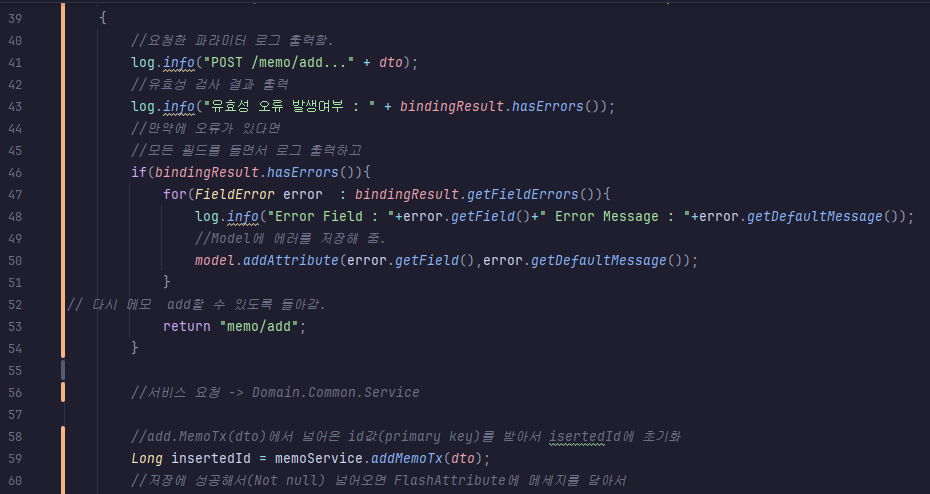 39 {
40 //요청한 파라미터 로그 출력함.
41 log.info("POST /memo/add..." + dto);
42 //유효성 검사 결과 출력
43 log.info("유효성 오류 발생여부 : " + bindingResult.hasErrors());
44 //만약에 오류가 있다면
45 //모든 필드를 돌면서 로그 출력하고
46 if(bindingResult.hasErrors()){
47 for(FieldError error  : bindingResult.getFieldErrors()){
48 log.info("Error Field : "+error.getField()+" Error Message : "+error.getDefaultMessage());
49 //Model에 에러를 저장해 줌.
50 model.addAttribute(error.getField(),error.getDefaultMessage());
51 }
52 // 다시 메모  add할 수 있도록 돌아감.
53 return "memo/add";
54 }
55
56 //서비스 요청 -> Domain.Common.Service
57
58 //add.MemoTx(dto)에서 넘어온 id값(primary key)를 받아서 isertedId에 초기화
59 Long insertedId = memoService.addMemoTx(dto);
60 //저장에 성공해서(Not null) 넘어오면 FlashAttribute에 메세지를 담아서